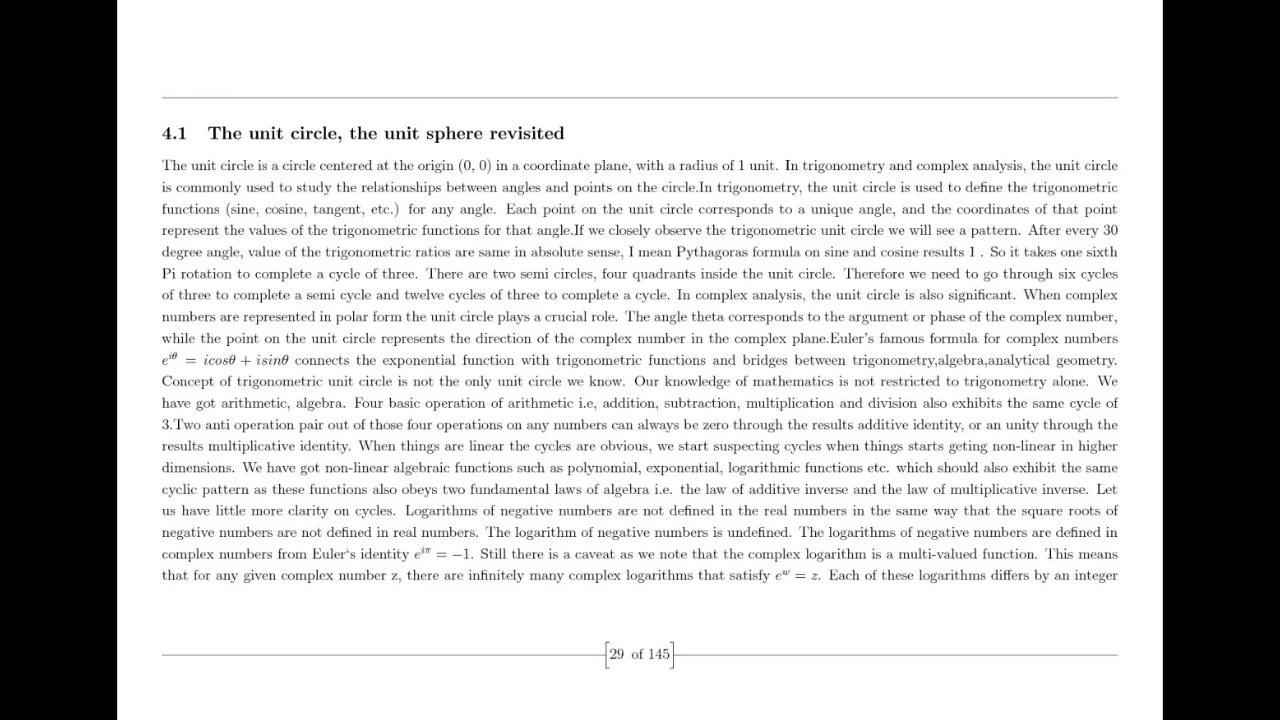 4.1 The unit circle, the unit sphere revisited
The unit circle is a circle centered at the origin (0, 0) in a coordinate plane, with a radius of 1 unit. In trigonometry and complex analysis, the unit circle
is commonly used to study the relationships between angles and points on the circle.In trigonometry, the unit circle is used to define the trigonometric
functions (sine, cosine, tangent, etc.) for any angle. Each point on the unit circle corresponds to a unique angle, and the coordinates of that point
represent the values of the trigonometric functions for that angle.If we closely observe the trigonometric unit circle we will see a pattern. After every 30
degree angle, value of the trigonometric ratios are same in absolute sense, I mean Pythagoras formula on sine and cosine results 1 . So it takes one sixth
Pi rotation to complete a cycle of three. There are two semi circles, four quadrants inside the unit circle. Therefore we need to go through six cycles
of three to complete a semi cycle and twelve cycles of three to complete a cycle. In complex analysis, the unit circle is also significant. When complex
numbers are represented in polar form the unit circle plays a crucial role. The angle theta corresponds to the argument or phase of the complex number,
while the point on the unit circle represents the direction of the complex number in the complex plane.Euler's famous formula for complex numbers
e^{iθ} = icosθ + isinθ connects the exponential function with trigonometric functions and bridges between trigonometry,algebra,analytical geometry.
Concept of trigonometric unit circle is not the only unit circle we know. Our knowledge of mathematics is not restricted to trigonometry alone. We
have got arithmetic, algebra. Four basic operation of arithmetic i.e, addition, subtraction, multiplication and division also exhibits the same cycle of
3.Two anti operation pair out of those four operations on any numbers can always be zero through the results additive identity, or an unity through the
results multiplicative identity. When things are linear the cycles are obvious, we start suspecting cycles when things starts geting non-linear in higher
dimensions. We have got non-linear algebraic functions such as polynomial, exponential, logarithmic functions etc. which should also exhibit the same
cyclic pattern as these functions also obeys two fundamental laws of algebra i.e. the law of additive inverse and the law of multiplicative inverse. Let
us have little more clarity on cycles. Logarithms of negative numbers are not defined in the real numbers in the same way that the square roots of
negative numbers are not defined in real numbers. The logarithm of negative numbers is undefined. The logarithms of negative numbers are defined in
complex numbers from Euler‘s identity e^{iπ} = −1. Still there is a caveat as we note that the complex logarithm is a multi-valued function. This means
that for any given complex number z, there are infinitely many complex logarithms that satisfy e^w = z. Each of these logarithms differs by an integer
[29 of 145]